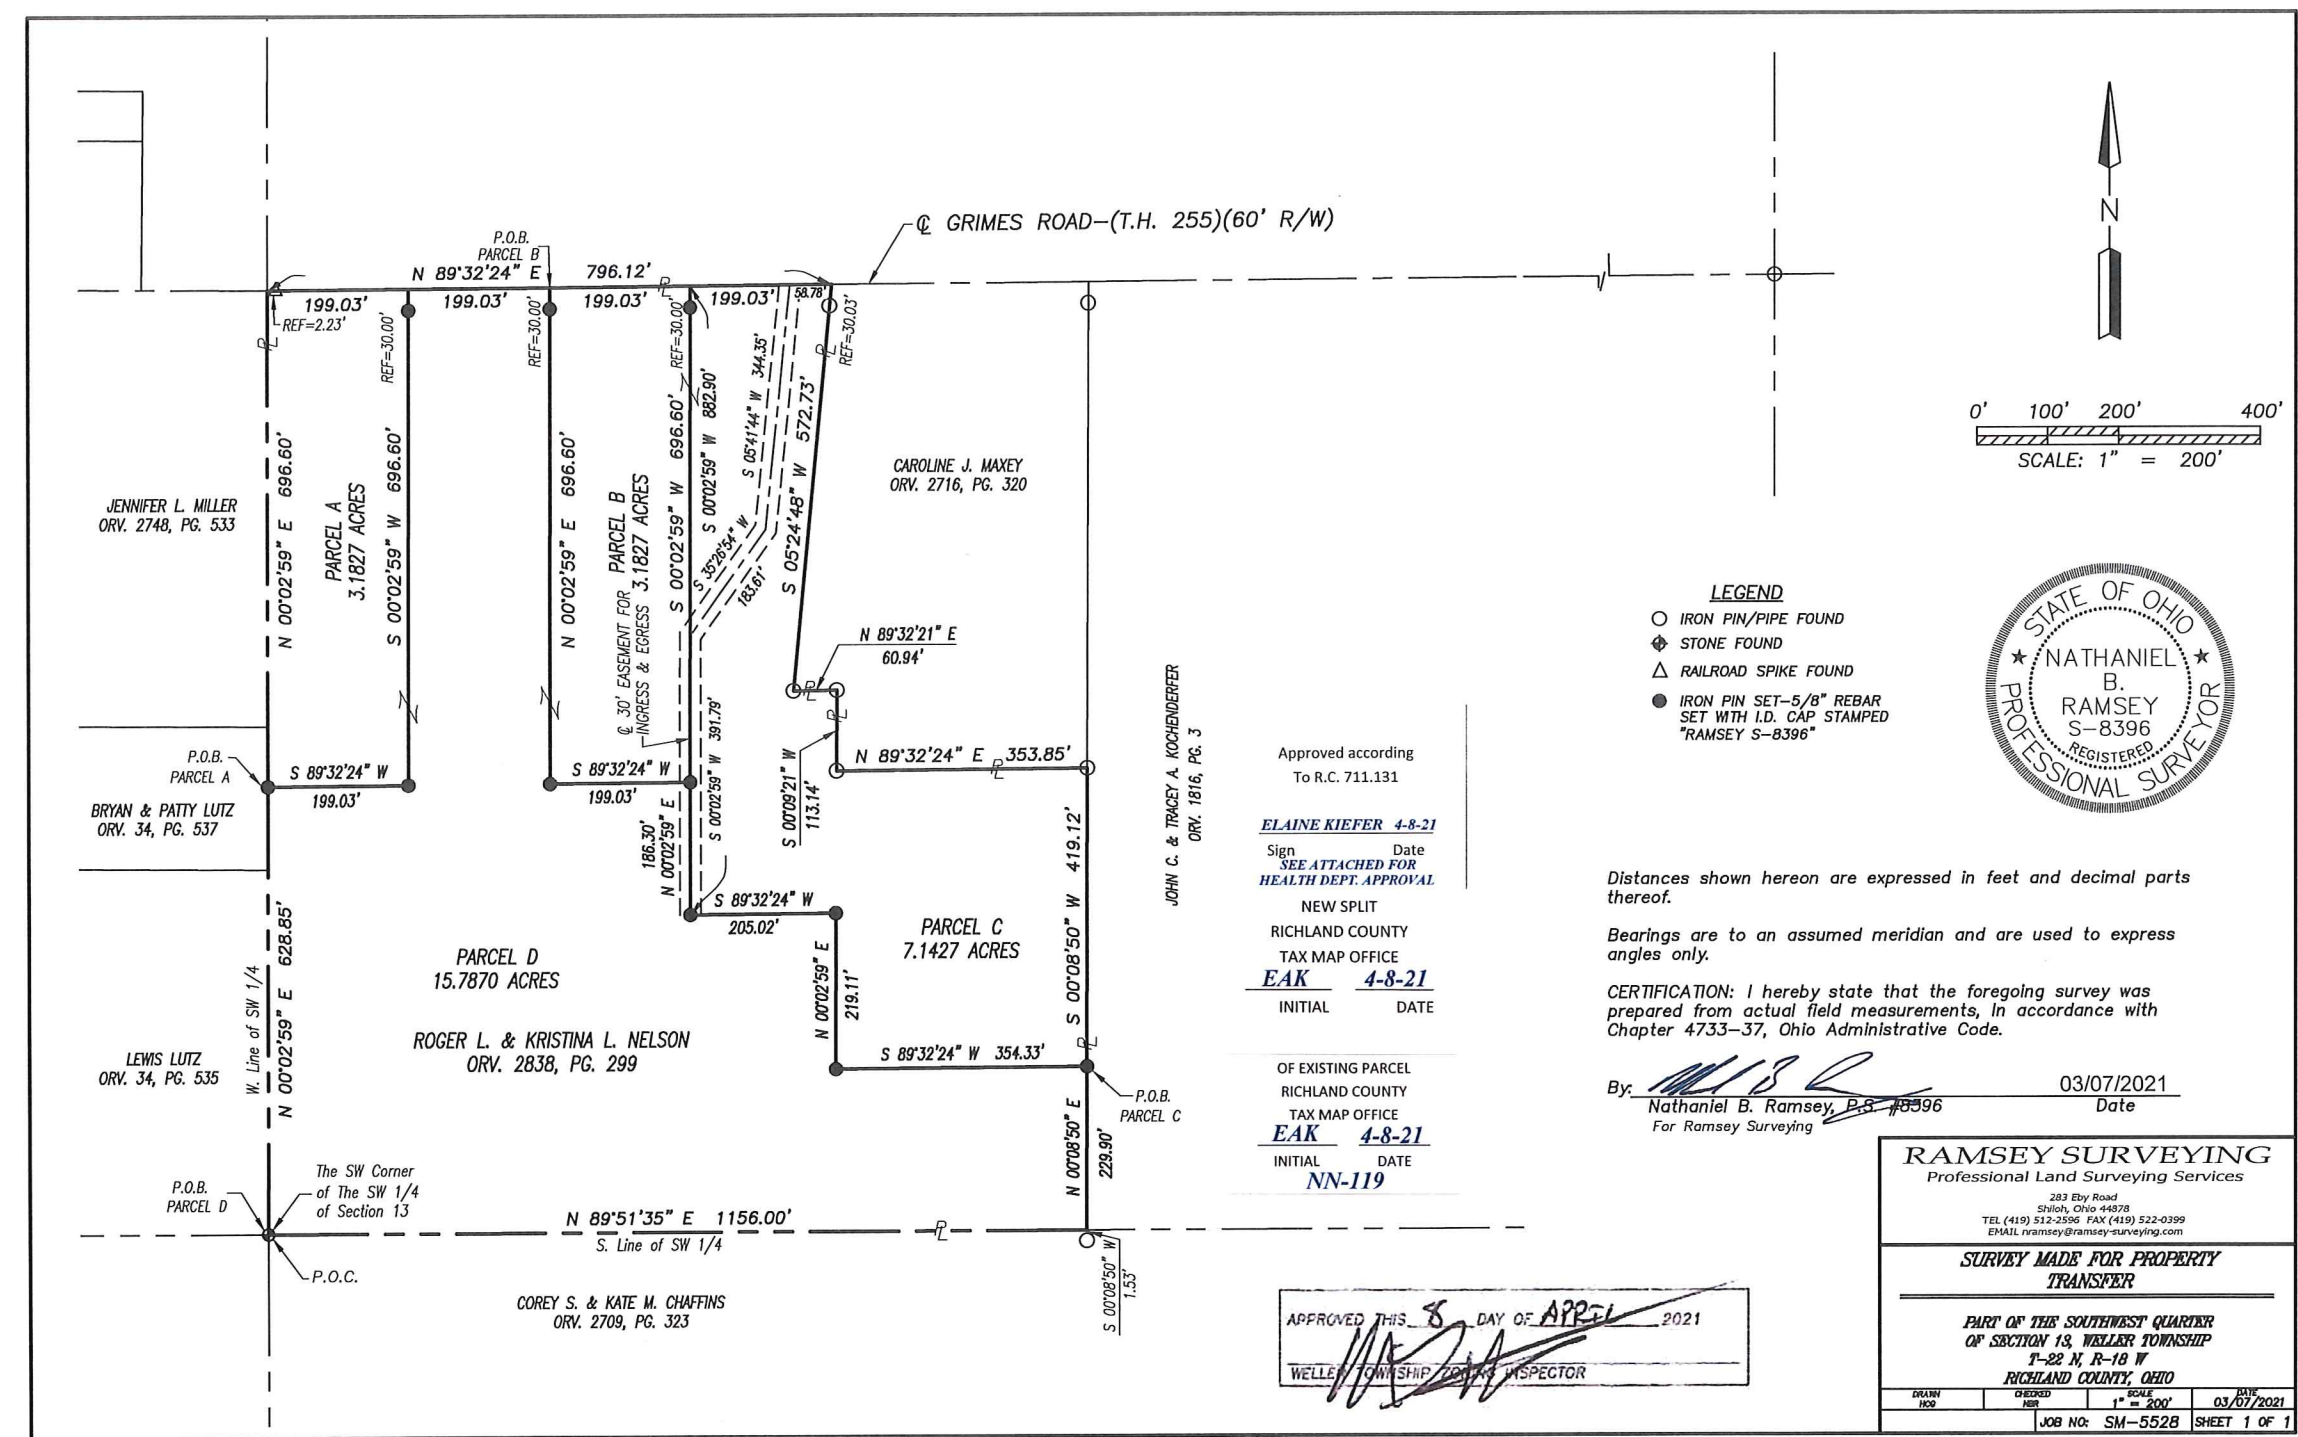 ℄ GRIMES ROAD-(T.H. 255)(60' R/W)
P.O.B.
PARCEL B
N 89°32'24" E 796.12'
199.03'
199.03'
199.03'
199.03'
58.78'
REF=2.23'
REF=30.00'
REF=30.00'
REF=30.00'
REF=30.03'
N 00°02'59" E 696.60'
PARCEL A
3.1827 ACRES
S 00°02'59" W 696.60'
N 00°02'59" E 696.60'
℄ 30' EASEMENT FOR
INGRESS & EGRESS
PARCEL B
3.1827 ACRES
S 00°02'59" W 696.60'
S 00°02'59" W 882.90'
S 05°41'44" W 344.35'
S 35°26'54" W
183.61'
S 05°24'48" W 572.73'
CAROLINE J. MAXEY
ORV. 2716, PG. 320
JENNIFER L. MILLER
ORV. 2748, PG. 533
N 89°32'21" E
60.94'
P.O.B.
PARCEL A
S 89°32'24" W
199.03'
S 89°32'24" W
199.03'
186.30'
N 00°02'59" E
S 00°02'59" W 391.79'
S 00°09'21" W
113.14'
N 89°32'24" E 353.85'
BRYAN & PATTY LUTZ
ORV. 34, PG. 537
S 89°32'24" W
205.02'
PARCEL C
7.1427 ACRES
S 00°08'50" W 419.12'
JOHN C. & TRACEY A. KOCHENDERFER
ORV. 1816, PG. 3
W. Line of SW 1/4
N 00°02'59" E 628.85'
PARCEL D
15.7870 ACRES
N 00°02'59" E
219.11'
ROGER L. & KRISTINA L. NELSON
ORV. 2838, PG. 299
S 89°32'24" W 354.33'
LEWIS LUTZ
ORV. 34, PG. 535
P.O.B.
PARCEL C
N 00°08'50" E
229.90'
P.O.B.
PARCEL D
The SW Corner
of The SW 1/4
of Section 13
N 89°51'35" E 1156.00'
S. Line of SW 1/4
P.O.C.
S 00°08'50" W
1.53'
COREY S. & KATE M. CHAFFINS
ORV. 2709, PG. 323
Approved according
To R.C. 711.131
ELAINE KIEFER 4-8-21
Sign Date
SEE ATTACHED FOR
HEALTH DEPT. APPROVAL
NEW SPLIT
RICHLAND COUNTY
TAX MAP OFFICE
EAK 4-8-21
INITIAL DATE
OF EXISTING PARCEL
RICHLAND COUNTY
TAX MAP OFFICE
EAK 4-8-21
INITIAL DATE
NN-119
APPROVED THIS 8 DAY OF APRIL 2021
WELLER TOWNSHIP ZONING INSPECTOR
N
0' 100' 200' 400'
SCALE: 1" = 200'
LEGEND
IRON PIN/PIPE FOUND
STONE FOUND
RAILROAD SPIKE FOUND
IRON PIN SET-5/8" REBAR
SET WITH I.D. CAP STAMPED
"RAMSEY S-8396"
STATE OF OHIO
NATHANIEL
B.
RAMSEY
S-8396
REGISTERED
PROFESSIONAL SURVEYOR
Distances shown hereon are expressed in feet and decimal parts
thereof.
Bearings are to an assumed meridian and are used to express
angles only.
CERTIFICATION: I hereby state that the foregoing survey was
prepared from actual field measurements, in accordance with
Chapter 4733-37, Ohio Administrative Code.
By: 03/07/2021
Nathaniel B. Ramsey, P.S. #8396 Date
For Ramsey Surveying
RAMSEY SURVEYING
Professional Land Surveying Services
283 Eby Road
Shiloh, Ohio 44878
TEL (419) 512-2596 FAX (419) 522-0399
EMAIL nramsey@ramsey-surveying.com
SURVEY MADE FOR PROPERTY
TRANSFER
PART OF THE SOUTHWEST QUARTER
OF SECTION 13, WELLER TOWNSHIP
T-22 N, R-18 W
RICHLAND COUNTY, OHIO
DRAWN CHECKED SCALE DATE
HCG NBR 1" = 200' 03/07/2021
JOB NO: SM-5528 SHEET 1 OF 1